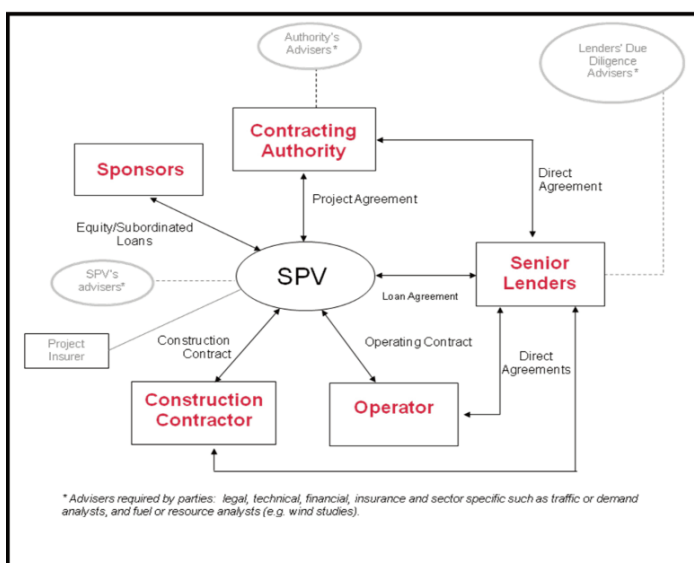 Authority's
Advisers*
Lenders' Due
Diligence
Advisers*
Contracting
Authority
Sponsors
Direct
Agreement
Project Agreement
Equity/Subordinated
Loans
SPV's
advisers*
SPV
Senior
Lenders
Loan Agreement
Project
Insurer
Construction
Contract
Operating Contract
Direct
Agreements
Construction
Contractor
Operator
* Advisers required by parties: legal, technical, financial, insurance and sector specific such as traffic or demand
analysts, and fuel or resource analysts (e.g. wind studies).